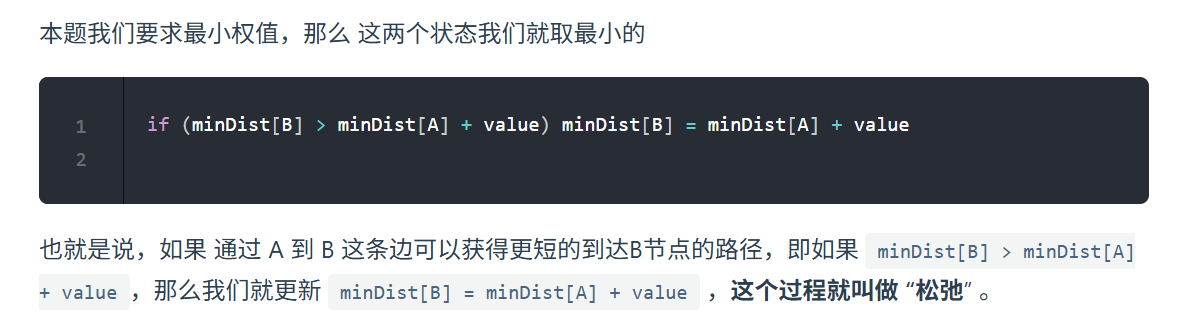 本题我们要求最小权值，那么 这两个状态我们就取最小的
1 if (minDist[B] > minDist[A] + value) minDist[B] = minDist[A] + value
2
也就是说，如果 通过 A 到 B 这条边可以获得更短的到达B节点的路径，即如果 minDist[B] > minDist[A]
+ value ，那么我们就更新 minDist[B] = minDist[A] + value ，这个过程就叫做 “松弛” 。